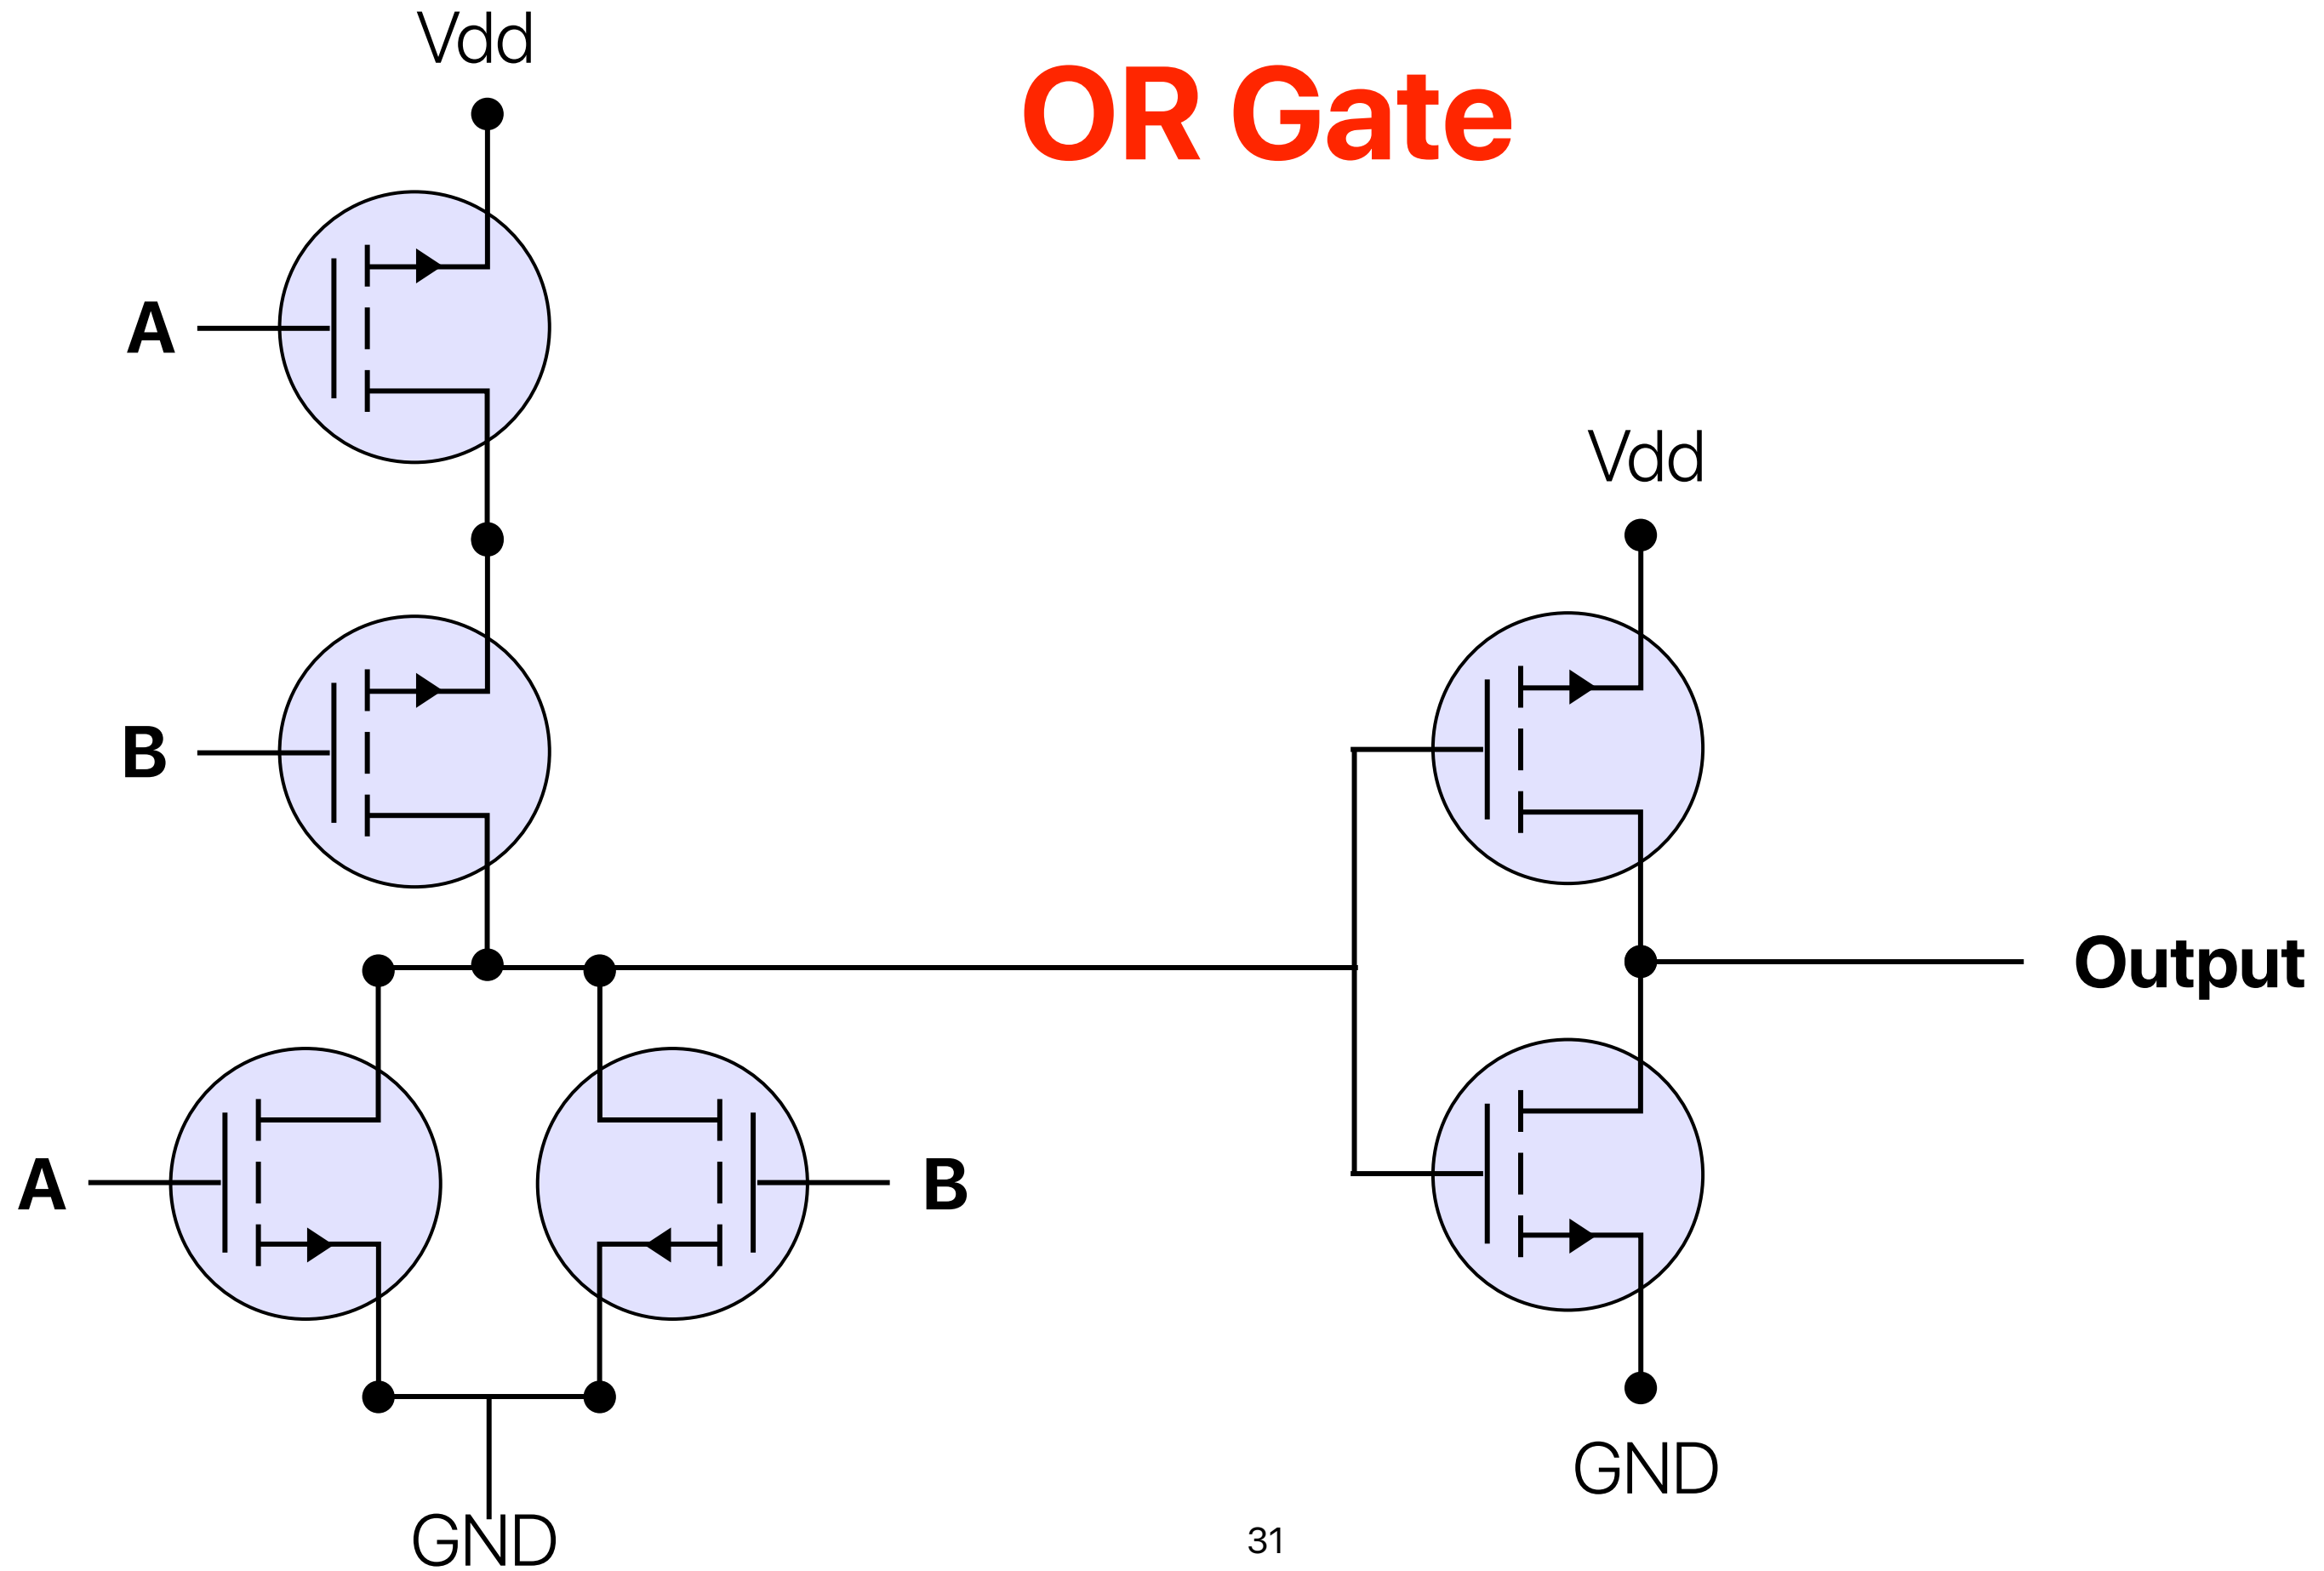 Vdd
OR Gate
A
Vdd
B
Output
A
B
GND
GND
31